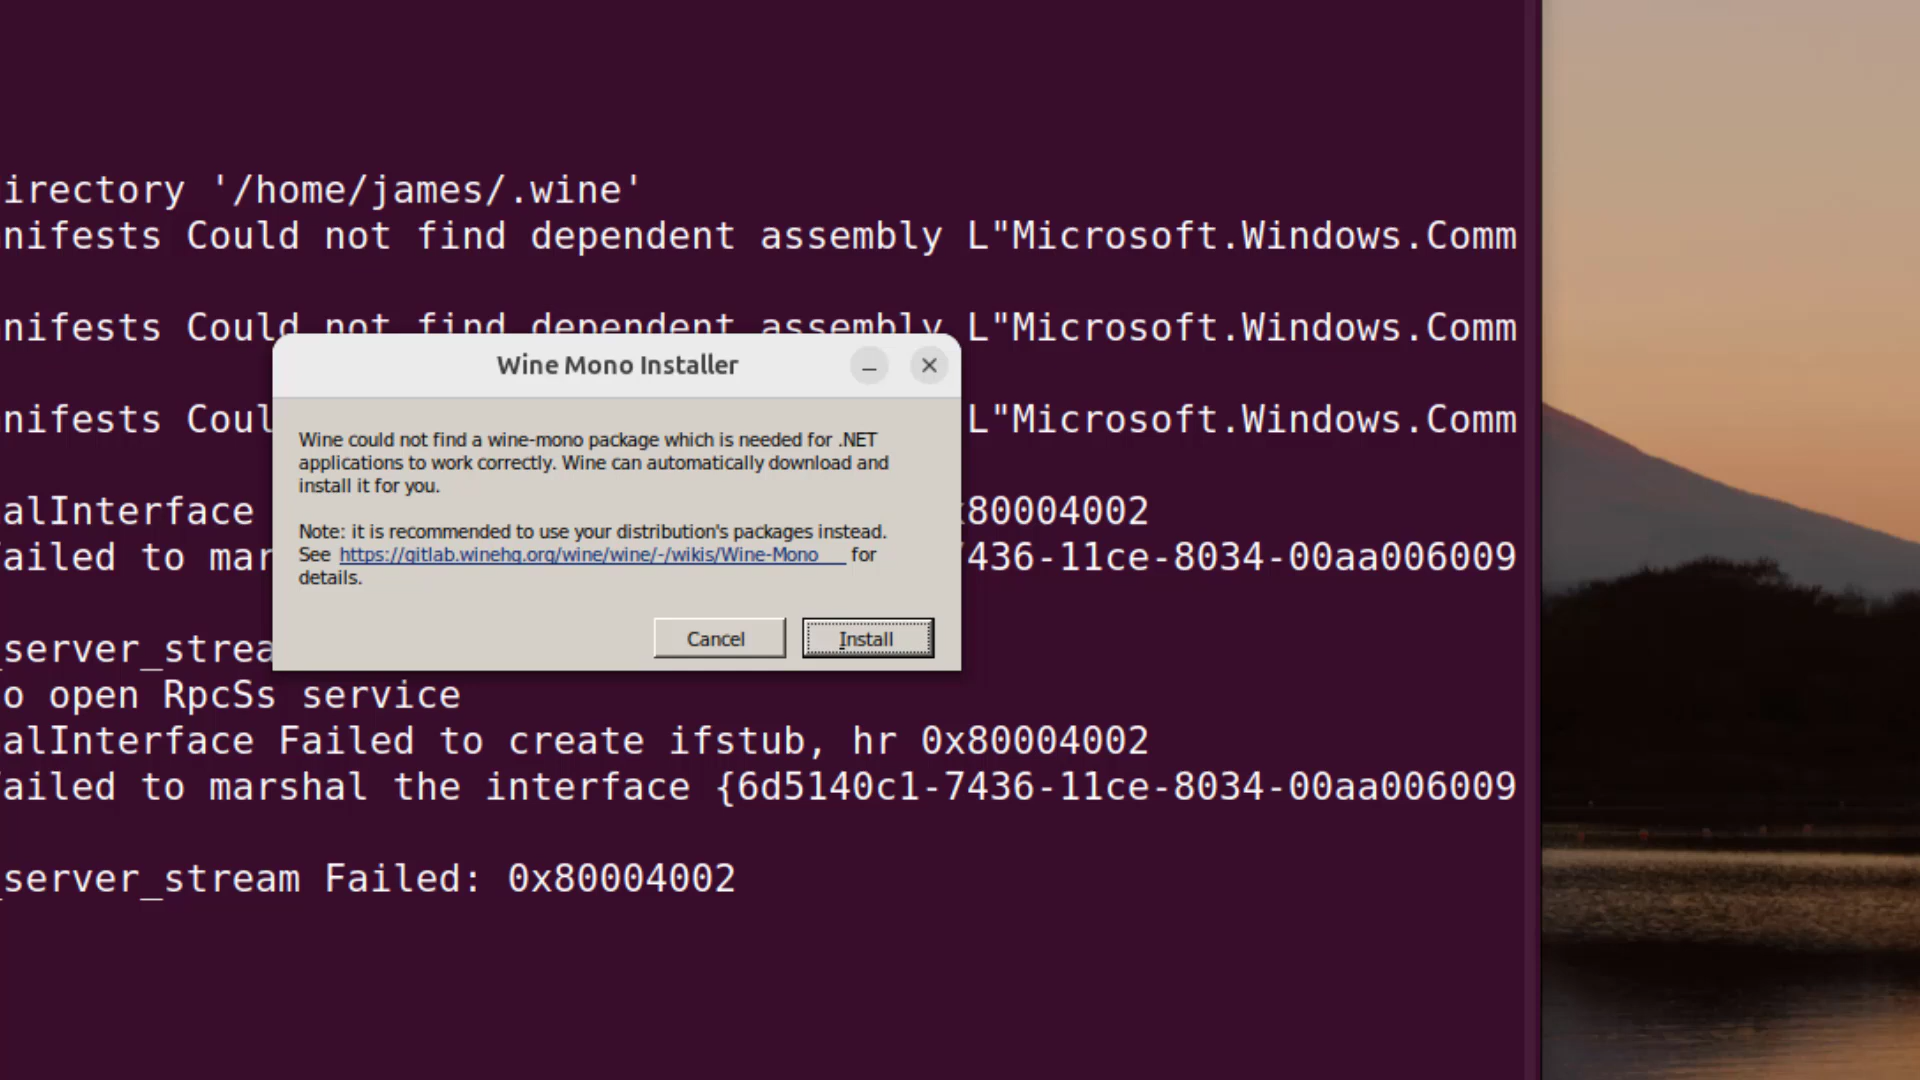 irectory '/home/james/.wine'
nifests Could not find dependent assembly L"Microsoft.Windows.Comm
nifests Could not find dependent assembly L"Microsoft.Windows.Comm
Wine Mono Installer
nifests Coul L"Microsoft.Windows.Comm
Wine could not find a wine-mono package which is needed for .NET
applications to work correctly. Wine can automatically download and
install it for you.
alInterface x80004002
Note: it is recommended to use your distribution's packages instead.
See https://gitlab.winehq.org/wine/wine/-/wikis/Wine-Mono for
details.
ailed to mar 7436-11ce-8034-00aa006009
Cancel Install
_server_strea
o open RpcSs service
alInterface Failed to create ifstub, hr 0x80004002
ailed to marshal the interface {6d5140c1-7436-11ce-8034-00aa006009
_server_stream Failed: 0x80004002